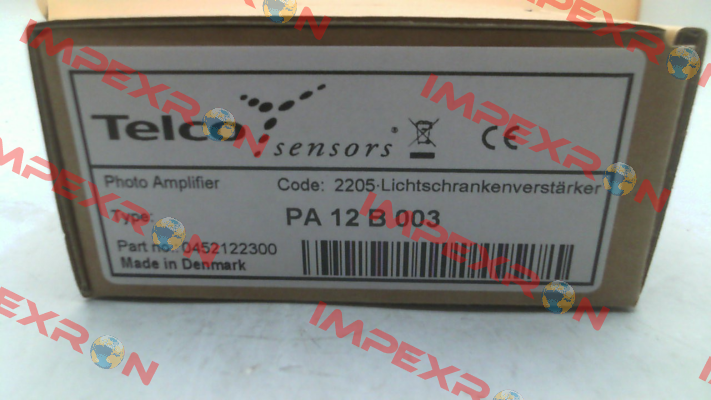 Telco
sensors®
CE
Photo Amplifier Code: 2205-Lichtschrankenverstärker
Type: PA 12 B 003
Part no.: 0452122300
Made in Denmark
IMPEXRON
IMPEXRON
IMPEXRON
IMPEXRON
IMPEXRON